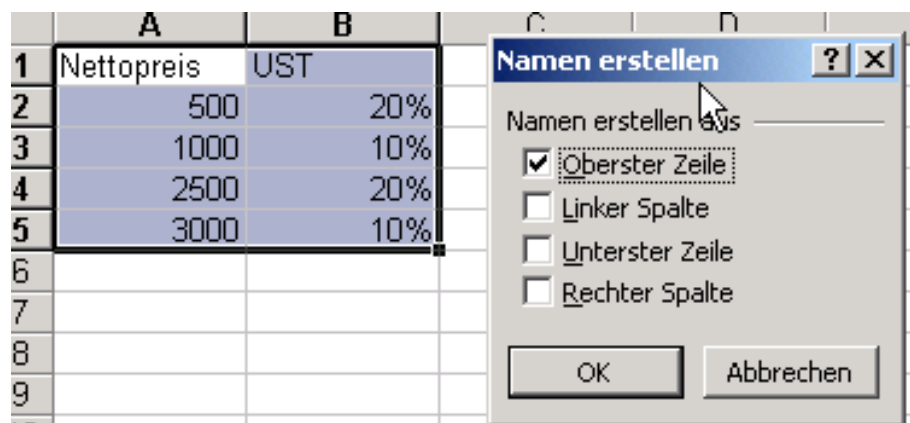 A B C D
1 Nettopreis UST
2 500 20%
3 1000 10%
4 2500 20%
5 3000 10%
6
7
8
9
Namen erstellen
Namen erstellen aus
Oberster Zeile
Linker Spalte
Unterster Zeile
Rechter Spalte
OK Abbrechen